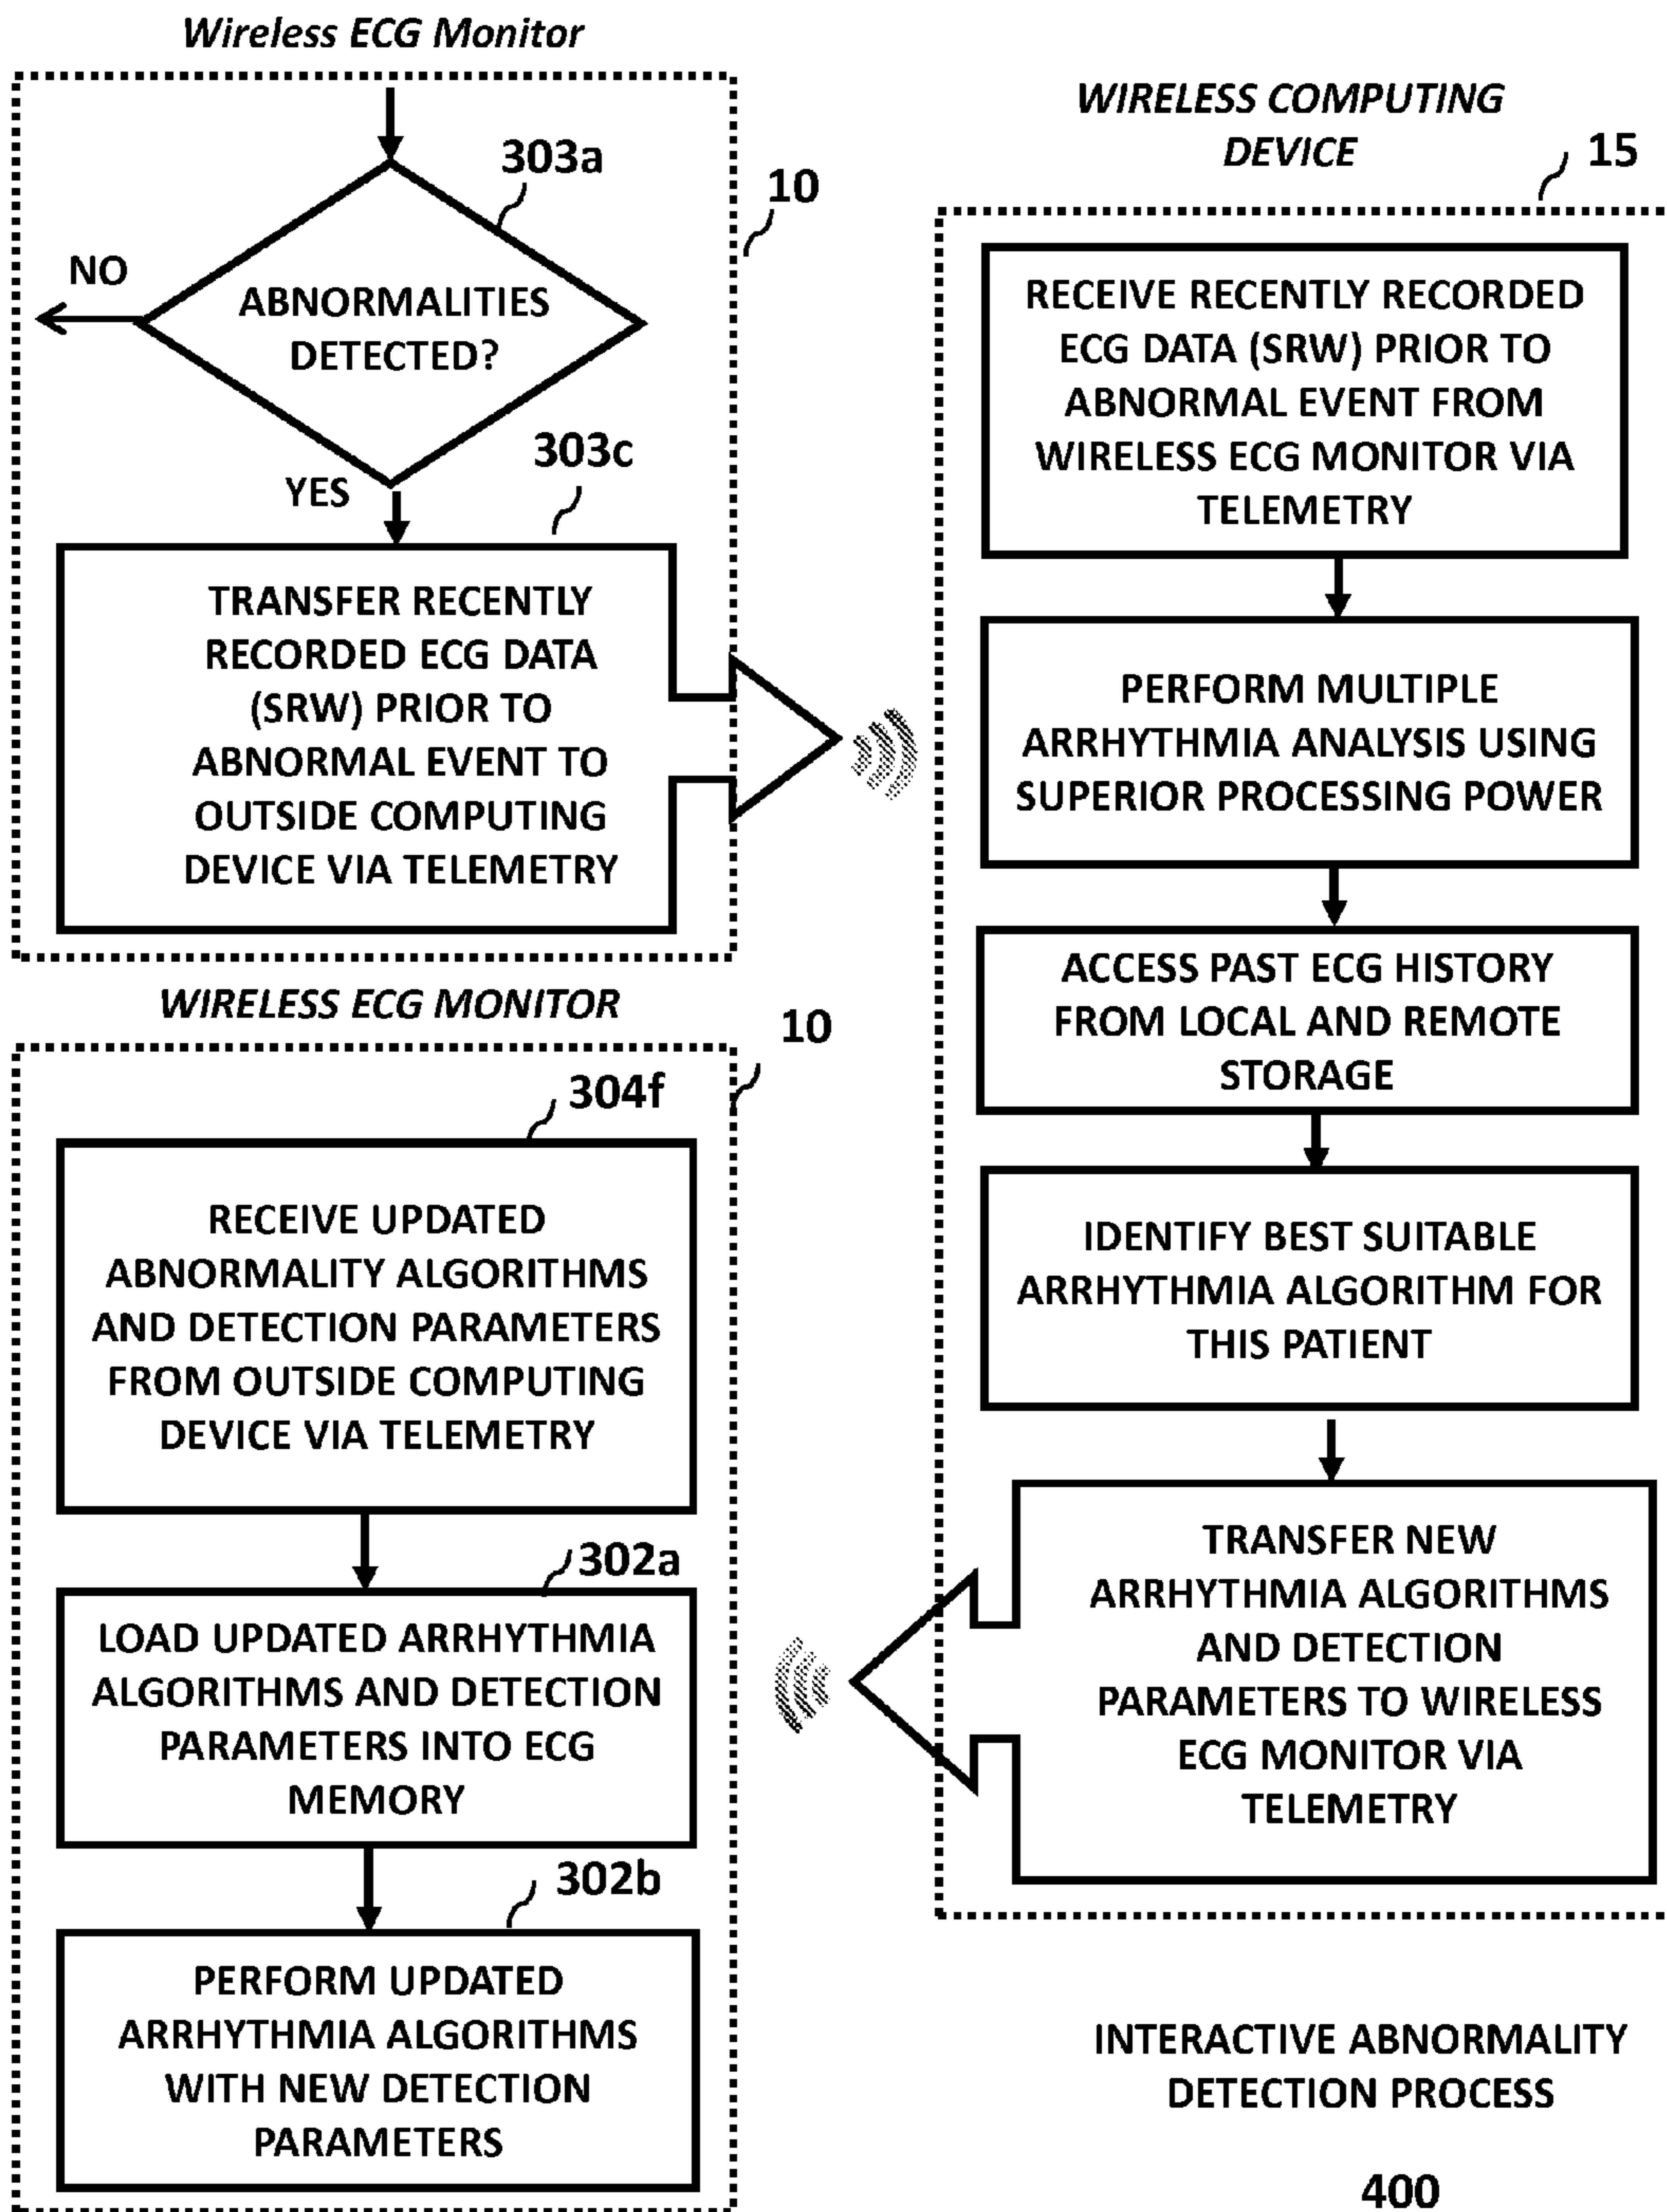 Wireless ECG Monitor
303a
10
NO
ABNORMALITIES
DETECTED?
303c
YES
TRANSFER RECENTLY
RECORDED ECG DATA
(SRW) PRIOR TO
ABNORMAL EVENT TO
OUTSIDE COMPUTING
DEVICE VIA TELEMETRY
WIRELESS COMPUTING
DEVICE
15
RECEIVE RECENTLY RECORDED
ECG DATA (SRW) PRIOR TO
ABNORMAL EVENT FROM
WIRELESS ECG MONITOR VIA
TELEMETRY
PERFORM MULTIPLE
ARRHYTHMIA ANALYSIS USING
SUPERIOR PROCESSING POWER
ACCESS PAST ECG HISTORY
FROM LOCAL AND REMOTE
STORAGE
IDENTIFY BEST SUITABLE
ARRHYTHMIA ALGORITHM FOR
THIS PATIENT
TRANSFER NEW
ARRHYTHMIA ALGORITHMS
AND DETECTION
PARAMETERS TO WIRELESS
ECG MONITOR VIA
TELEMETRY
WIRELESS ECG MONITOR
10
304f
RECEIVE UPDATED
ABNORMALITY ALGORITHMS
AND DETECTION PARAMETERS
FROM OUTSIDE COMPUTING
DEVICE VIA TELEMETRY
302a
LOAD UPDATED ARRHYTHMIA
ALGORITHMS AND DETECTION
PARAMETERS INTO ECG
MEMORY
302b
PERFORM UPDATED
ARRHYTHMIA ALGORITHMS
WITH NEW DETECTION
PARAMETERS
INTERACTIVE ABNORMALITY
DETECTION PROCESS
400